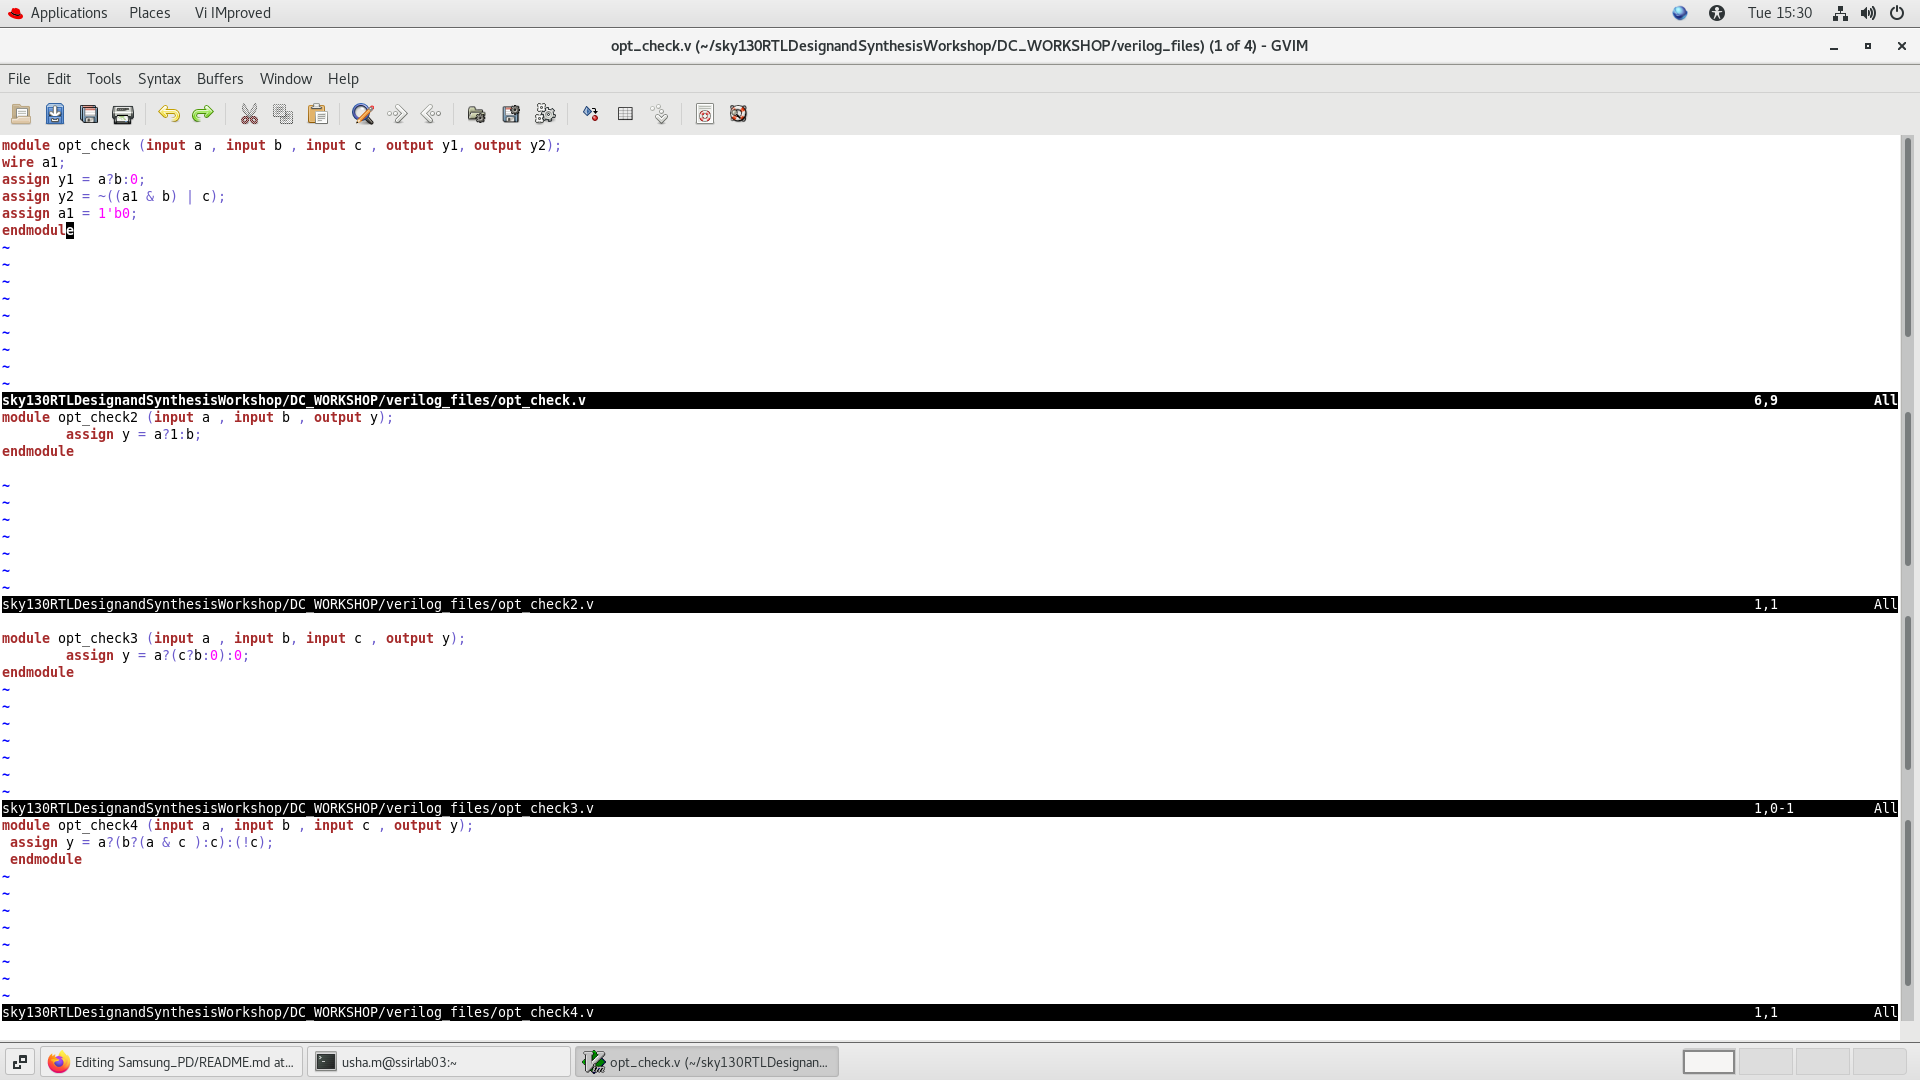 Applications Places Vi IMproved Tue 15:30
opt_check.v (~/sky130RTLDesignandSynthesisWorkshop/DC_WORKSHOP/verilog_files) (1 of 4) - GVIM
File Edit Tools Syntax Buffers Window Help
module opt_check (input a , input b , input c , output y1, output y2);
wire a1;
assign y1 = a?b:0;
assign y2 = ~((a1 & b) | c);
assign a1 = 1'b0;
endmodule
~
~
~
~
~
~
~
~
~
sky130RTLDesignandSynthesisWorkshop/DC_WORKSHOP/verilog_files/opt_check.v 6,9 All
module opt_check2 (input a , input b , output y);
assign y = a?1:b;
endmodule
~
~
~
~
~
~
~
sky130RTLDesignandSynthesisWorkshop/DC_WORKSHOP/verilog_files/opt_check2.v 1,1 All
module opt_check3 (input a , input b, input c , output y);
assign y = a?(c?b:0):0;
endmodule
~
~
~
~
~
~
~
sky130RTLDesignandSynthesisWorkshop/DC_WORKSHOP/verilog_files/opt_check3.v 1,0-1 All
module opt_check4 (input a , input b , input c , output y);
assign y = a?(b?(a & c ):c):(!c);
endmodule
~
~
~
~
~
~
~
~
sky130RTLDesignandSynthesisWorkshop/DC_WORKSHOP/verilog_files/opt_check4.v 1,1 All
Editing Samsung_PD/README.md at... usha.m@ssirlab03:~ opt_check.v (~/sky130RTLDesignan...